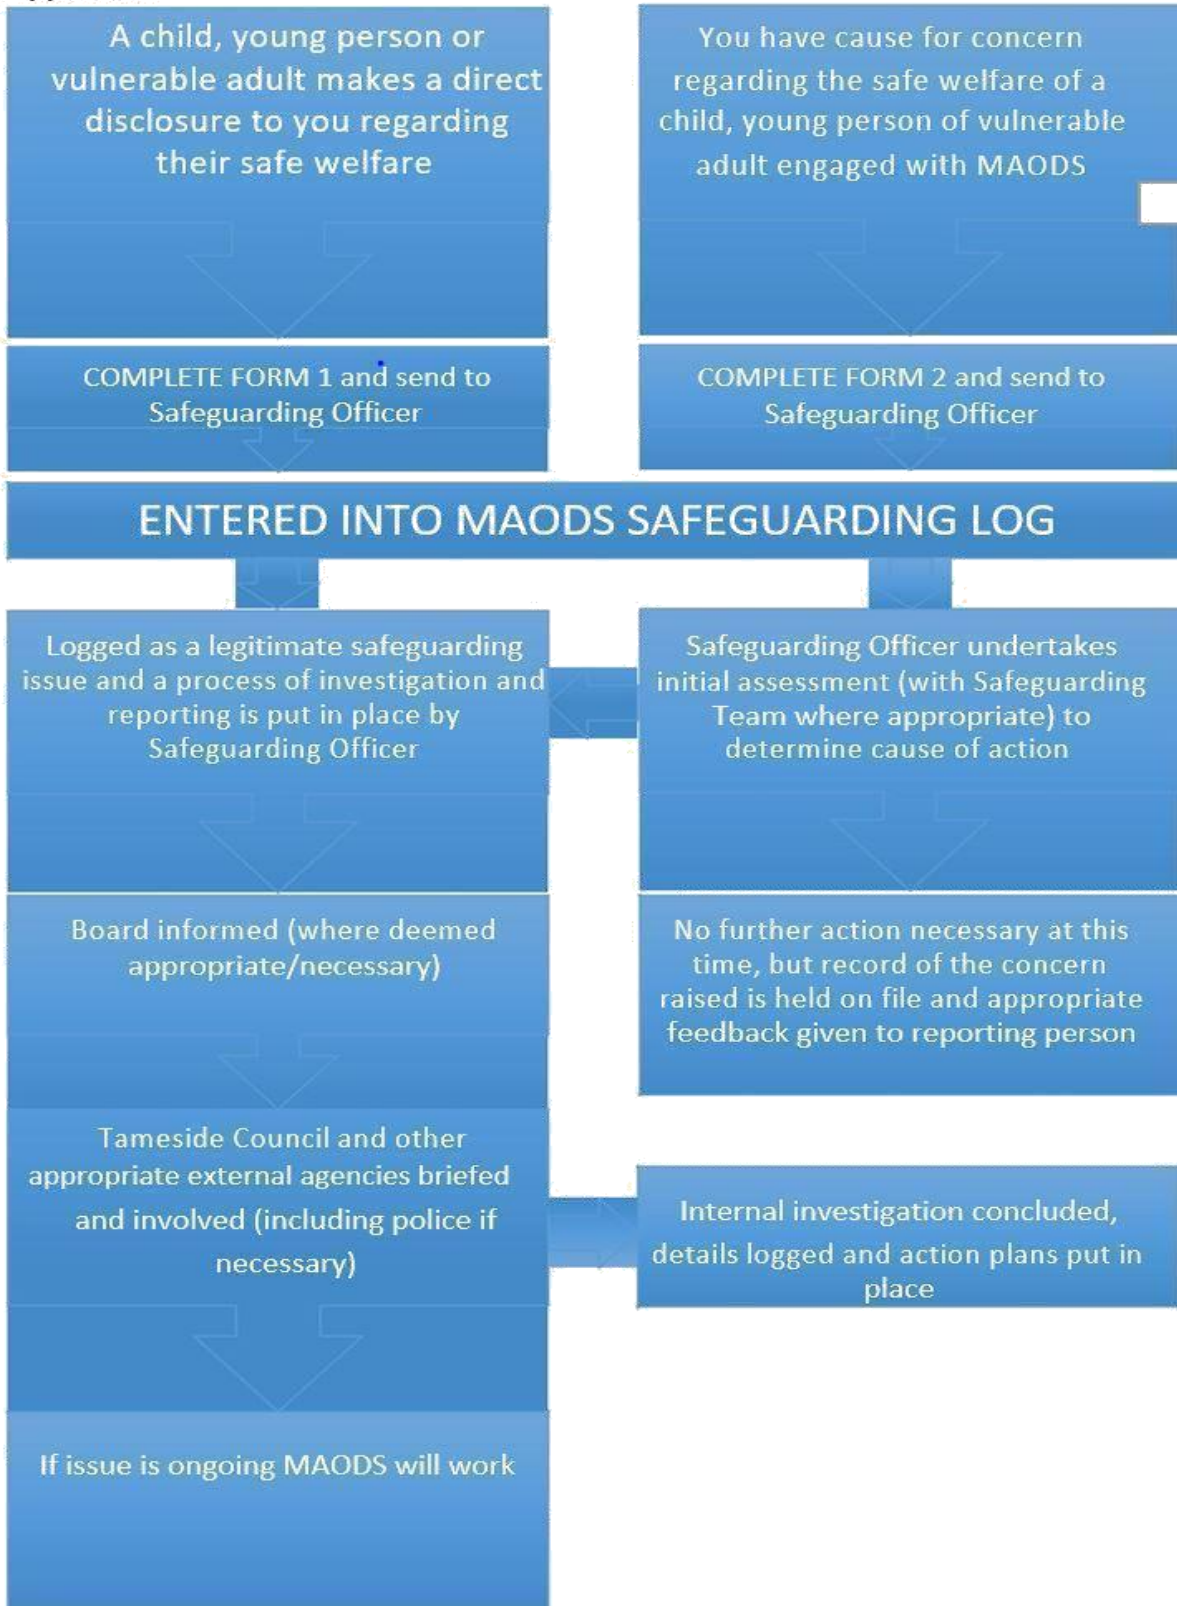 A child, young person or
vulnerable adult makes a direct
disclosure to you regarding
their safe welfare
You have cause for concern
regarding the safe welfare of a
child, young person of vulnerable
adult engaged with MAODS
COMPLETE FORM 1 and send to
Safeguarding Officer
COMPLETE FORM 2 and send to
Safeguarding Officer
ENTERED INTO MAODS SAFEGUARDING LOG
Logged as a legitimate safeguarding
issue and a process of investigation and
reporting is put in place by
Safeguarding Officer
Safeguarding Officer undertakes
initial assessment (with Safeguarding
Team where appropriate) to
determine cause of action
Board informed (where deemed
appropriate/necessary)
No further action necessary at this
time, but record of the concern
raised is held on file and appropriate
feedback given to reporting person
Tameside Council and other
appropriate external agencies briefed
and involved (including police if
necessary)
Internal investigation concluded,
details logged and action plans put in
place
If issue is ongoing MAODS will work